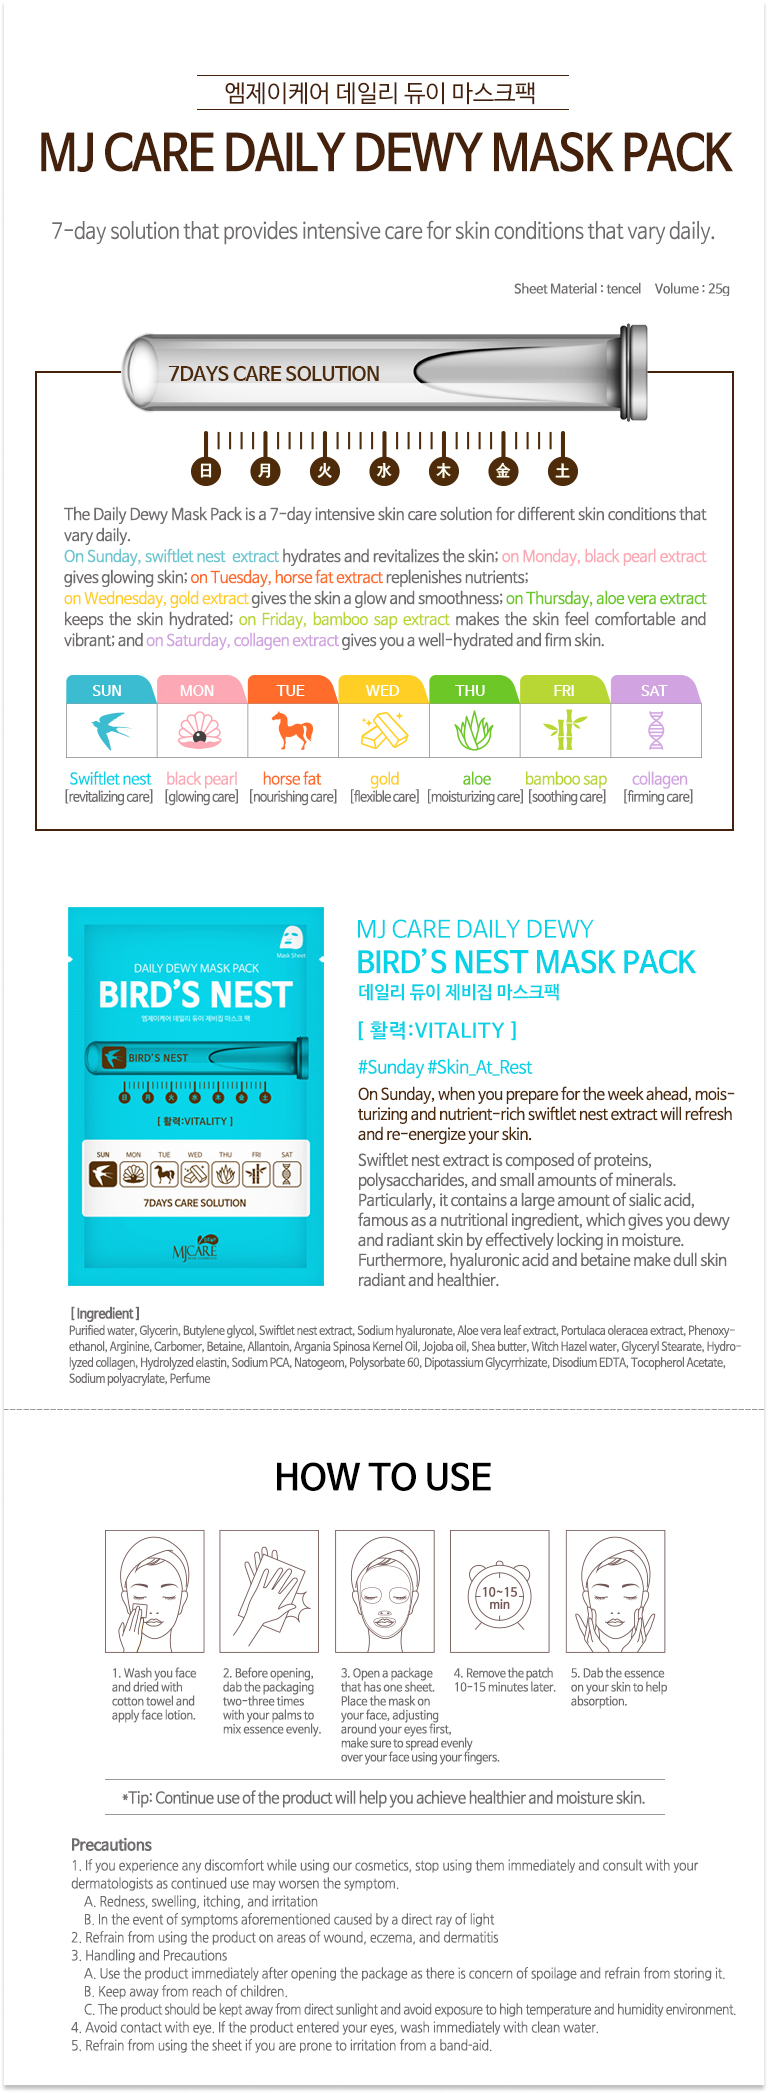 엠제이케어 데일리 듀이 마스크팩
MJ CARE DAILY DEWY MASK PACK
7-day solution that provides intensive care for skin conditions that vary daily.
Sheet Material : tencel Volume : 25g
7DAYS CARE SOLUTION
日 月 火 水 木 金 土
The Daily Dewy Mask Pack is a 7-day intensive skin care solution for different skin conditions that
vary daily.
On Sunday, swiftlet nest extract hydrates and revitalizes the skin; on Monday, black pearl extract
gives glowing skin; on Tuesday, horse fat extract replenishes nutrients;
on Wednesday, gold extract gives the skin a glow and smoothness; on Thursday, aloe vera extract
keeps the skin hydrated; on Friday, bamboo sap extract makes the skin feel comfortable and
vibrant; and on Saturday, collagen extract gives you a well-hydrated and firm skin.
SUN MON TUE WED THU FRI SAT
Swiftlet nest black pearl horse fat gold aloe bamboo sap collagen
[revitalizing care] [glowing care] [nourishing care] [flexible care] [moisturizing care] [soothing care] [firming care]
Mask Sheet
DAILY DEWY MASK PACK
BIRD'S NEST
엠제이케어 데일리 듀이 제비집 마스크 팩
BIRD'S NEST
日 月 火 水 木 金 土
[ 활력:VITALITY ]
SUN MON TUE WED THU FRI SAT
7DAYS CARE SOLUTION
MJCARE
MJ CARE DAILY DEWY
BIRD'S NEST MASK PACK
데일리 듀이 제비집 마스크팩
[ 활력:VITALITY ]
#Sunday #Skin_At_Rest
On Sunday, when you prepare for the week ahead, mois-
turizing and nutrient-rich swiftlet nest extract will refresh
and re-energize your skin.
Swiftlet nest extract is composed of proteins,
polysaccharides, and small amounts of minerals.
Particularly, it contains a large amount of sialic acid,
famous as a nutritional ingredient, which gives you dewy
and radiant skin by effectively locking in moisture.
Furthermore, hyaluronic acid and betaine make dull skin
radiant and healthier.
[ Ingredient ]
Purified water, Glycerin, Butylene glycol, Swiftlet nest extract, Sodium hyaluronate, Aloe vera leaf extract, Portulaca oleracea extract, Phenoxy-
ethanol, Arginine, Carbomer, Betaine, Allantoin, Argania Spinosa Kernel Oil, Jojoba oil, Shea butter, Witch Hazel water, Glyceryl Stearate, Hydro-
lyzed collagen, Hydrolyzed elastin, Sodium PCA, Natogeom, Polysorbate 60, Dipotassium Glycyrrhizate, Disodium EDTA, Tocopherol Acetate,
Sodium polyacrylate, Perfume
HOW TO USE
10~15
min
1. Wash you face
and dried with
cotton towel and
apply face lotion.
2. Before opening,
dab the packaging
two-three times
with your palms to
mix essence evenly.
3. Open a package
that has one sheet.
Place the mask on
your face, adjusting
around your eyes first,
make sure to spread evenly
over your face using your fingers.
4. Remove the patch
10-15 minutes later.
5. Dab the essence
on your skin to help
absorption.
*Tip: Continue use of the product will help you achieve healthier and moisture skin.
Precautions
1. If you experience any discomfort while using our cosmetics, stop using them immediately and consult with your
dermatologists as continued use may worsen the symptom.
A. Redness, swelling, itching, and irritation
B. In the event of symptoms aforementioned caused by a direct ray of light
2. Refrain from using the product on areas of wound, eczema, and dermatitis
3. Handling and Precautions
A. Use the product immediately after opening the package as there is concern of spoilage and refrain from storing it.
B. Keep away from reach of children.
C. The product should be kept away from direct sunlight and avoid exposure to high temperature and humidity environment.
4. Avoid contact with eye. If the product entered your eyes, wash immediately with clean water.
5. Refrain from using the sheet if you are prone to irritation from a band-aid.